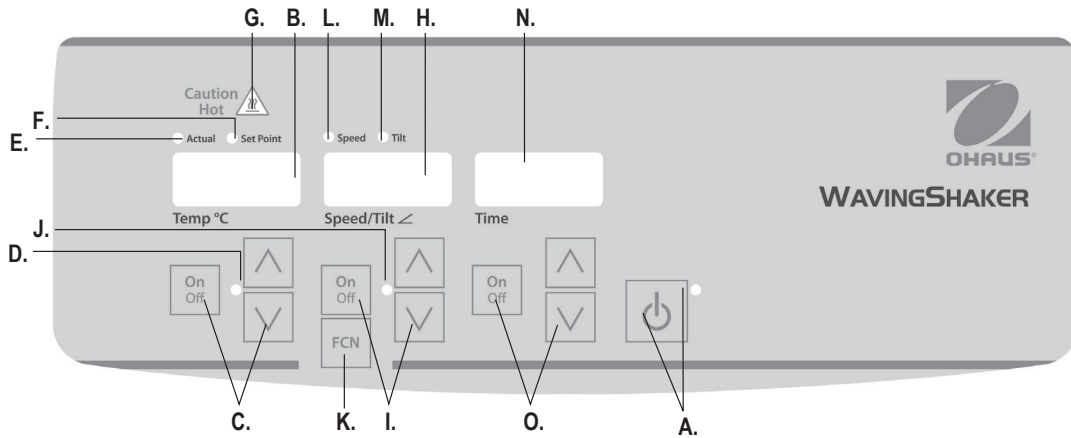 G. B. L. M. H. N.
Caution
Hot
F.
E.
Actual Set Point Speed Tilt
OHAUS®
WAVINGSHAKER
Temp °C Speed/Tilt ∠ Time
J.
D.
On
Off
On
Off
On
Off
FCN
C. K. I. O. A.